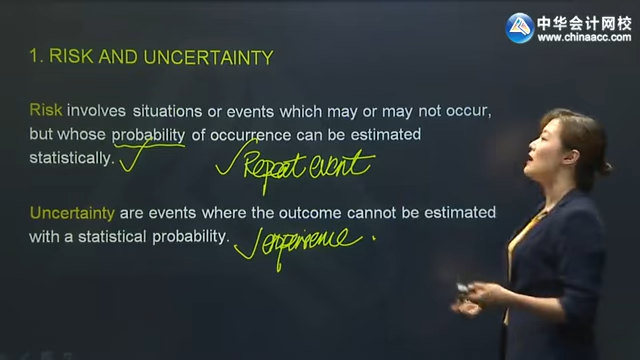 中华会计网校
www.chinaacc.com
1. RISK AND UNCERTAINTY
Risk involves situations or events which may or may not occur,
but whose probability of occurrence can be estimated
statistically.
Repeat event
Uncertainty are events where the outcome cannot be estimated
with a statistical probability.
experience.